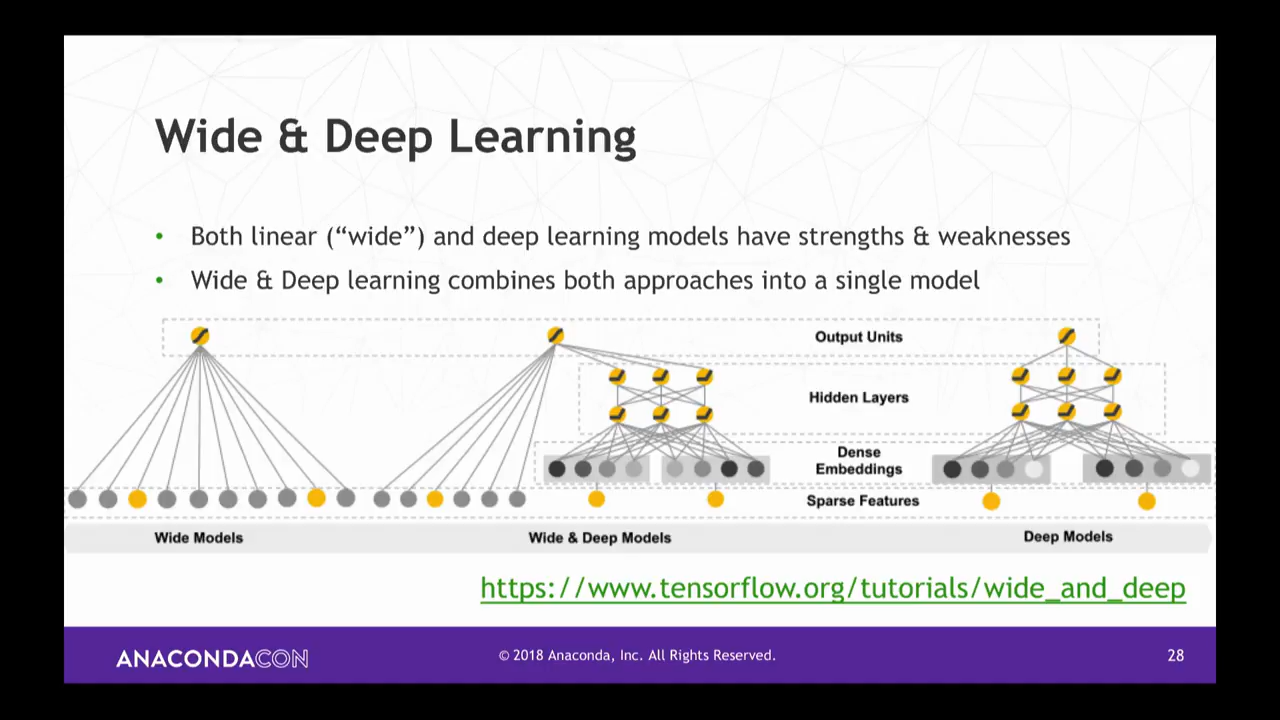 Wide & Deep Learning
• Both linear (“wide”) and deep learning models have strengths & weaknesses
• Wide & Deep learning combines both approaches into a single model
Output Units
Hidden Layers
Dense
Embeddings
Sparse Features
Wide Models
Wide & Deep Models
Deep Models
https://www.tensorflow.org/tutorials/wide_and_deep
ANACONDACON
© 2018 Anaconda, Inc. All Rights Reserved.
28